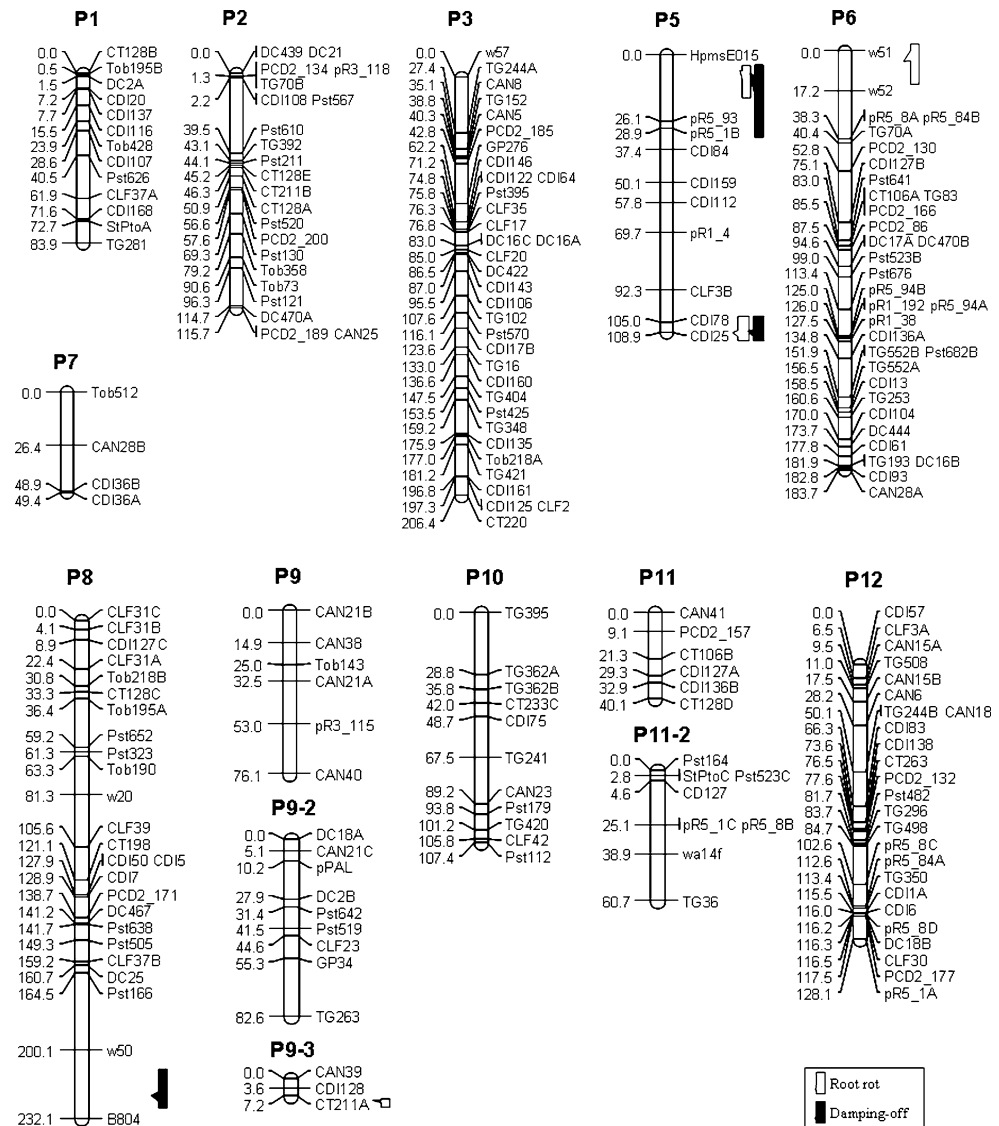 P1
0.0 CT128B
0.5 Tob195B
1.5 DC2A
7.2 CDI20
7.7 CDI137
15.5 CDI116
23.9 Tob428
28.6 CDI107
40.5 Pst626
61.9 CLF37A
71.6 CDI168
72.7 StPtoA
83.9 TG281
P2
0.0 DC439 DC21
PCD2_134 pR3_118
1.3 TG70B
2.2 CDI108 Pst567
39.5 Pst610
43.1 TG392
44.1 Pst211
45.2 CT128E
46.3 CT211B
50.9 CT128A
56.6 Pst520
57.6 PCD2_200
69.3 Pst130
79.2 Tob358
90.6 Tob73
96.3 Pst121
114.7 DC470A
115.7 PCD2_189 CAN25
P3
0.0 w57
27.4 TG244A
35.1 CAN8
38.8 TG152
40.3 CAN5
42.8 PCD2_185
62.2 GP276
71.2 CDI146
74.8 CDI122 CDI64
75.8 Pst395
76.3 CLF35
76.8 CLF17
83.0 DC16C DC16A
85.0 CLF20
86.5 DC422
87.0 CDI143
95.5 CDI106
107.6 TG102
116.1 Pst570
123.6 CDI17B
133.0 TG16
136.6 CDI160
147.5 TG404
153.5 Pst425
159.2 TG348
175.9 CDI135
177.0 Tob218A
181.2 TG421
196.8 CDI161
197.3 CDI125 CLF2
206.4 CT220
P5
0.0 HpmsE015
26.1 pR5_93
28.9 pR5_1B
37.4 CDI84
50.1 CDI159
57.8 CDI112
69.7 pR1_4
92.3 CLF3B
105.0 CDI78
108.9 CDI25
P6
0.0 w51
17.2 w52
38.3 pR5_8A pR5_84B
40.4 TG70A
52.8 PCD2_130
75.1 CDI127B
83.0 Pst641
CT106A TG83
85.5 PCD2_166
87.5 PCD2_86
94.6 DC17A DC470B
99.0 Pst523B
113.4 Pst676
125.0 pR5_94B
126.0 pR1_192 pR5_94A
127.5 pR1_38
134.8 CDI136A
151.9 TG552B Pst682B
156.5 TG552A
158.5 CDI13
160.6 TG253
170.0 CDI104
173.7 DC444
177.8 CDI61
181.9 TG193 DC16B
182.8 CDI93
183.7 CAN28A
P7
0.0 Tob512
26.4 CAN28B
48.9 CDI36B
49.4 CDI36A
P8
0.0 CLF31C
4.1 CLF31B
8.9 CDI127C
22.4 CLF31A
30.8 Tob218B
33.3 CT128C
36.4 Tob195A
59.2 Pst652
61.3 Pst323
63.3 Tob190
81.3 w20
105.6 CLF39
121.1 CT198
127.9 CDI50 CDI5
128.9 CDI7
138.7 PCD2_171
141.2 DC467
141.7 Pst638
149.3 Pst505
159.2 CLF37B
160.7 DC25
164.5 Pst166
200.1 w50
232.1 B804
P9
0.0 CAN21B
14.9 CAN38
25.0 Tob143
32.5 CAN21A
53.0 pR3_115
76.1 CAN40
P9-2
0.0 DC18A
5.1 CAN21C
10.2 pPAL
27.9 DC2B
31.4 Pst642
41.5 Pst519
44.6 CLF23
55.3 GP34
82.6 TG263
P9-3
0.0 CAN39
3.6 CDI128
7.2 CT211A
P10
0.0 TG395
28.8 TG362A
35.8 TG362B
42.0 CT233C
48.7 CDI75
67.5 TG241
89.2 CAN23
93.8 Pst179
101.2 TG420
105.8 CLF42
107.4 Pst112
P11
0.0 CAN41
9.1 PCD2_157
21.3 CT106B
29.3 CDI127A
32.9 CDI136B
40.1 CT128D
P11-2
0.0 Pst164
2.8 StPtoC Pst523C
4.6 CD127
25.1 pR5_1C pR5_8B
38.9 wa14f
60.7 TG36
P12
0.0 CDI57
6.5 CLF3A
9.5 CAN15A
11.0 TG508
17.5 CAN15B
28.2 CAN6
50.1 TG244B CAN18
66.3 CDI83
73.6 CDI138
76.5 CT263
77.6 PCD2_132
81.7 Pst482
83.7 TG296
84.7 TG498
102.6 pR5_8C
112.6 pR5_84A
113.4 TG350
115.5 CDI1A
116.0 CDI6
116.2 pR5_8D
116.3 DC18B
116.5 CLF30
117.5 PCD2_177
128.1 pR5_1A
Root rot
Damping-off